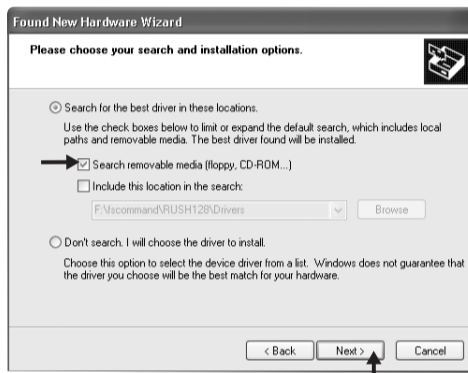 Found New Hardware Wizard
Please choose your search and installation options.
Search for the best driver in these locations.
Use the check boxes below to limit or expand the default search, which includes local
paths and removable media. The best driver found will be installed.
Search removable media (floppy, CD-ROM...)
Include this location in the search:
F:\Iscommand\RUSH128\Drivers
Browse
Don't search. I will choose the driver to install.
Choose this option to select the device driver from a list. Windows does not guarantee that
the driver you choose will be the best match for your hardware.
< Back
Next >
Cancel